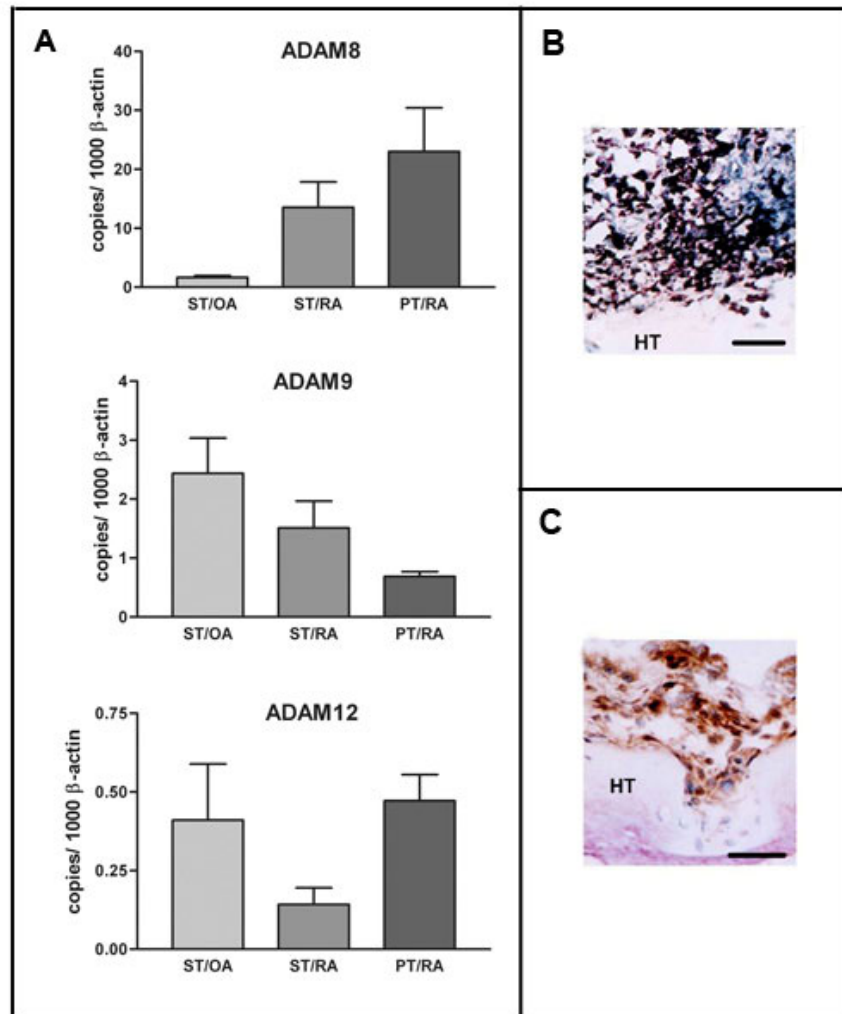 A
ADAM8
copies/ 1000 β-actin
40
30
20
10
0
ST/OA ST/RA PT/RA
ADAM9
copies/ 1000 β-actin
4
3
2
1
0
ST/OA ST/RA PT/RA
ADAM12
copies/ 1000 β-actin
0.75
0.50
0.25
0.00
ST/OA ST/RA PT/RA
B
HT
C
HT